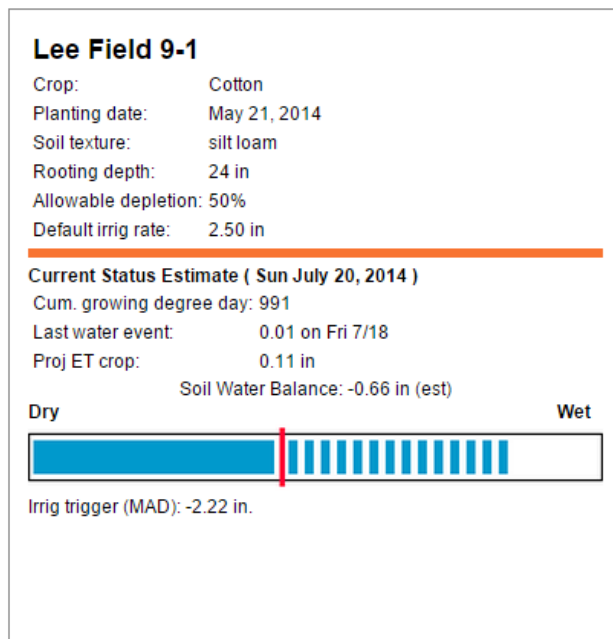 Lee Field 9-1
Crop: Cotton
Planting date: May 21, 2014
Soil texture: silt loam
Rooting depth: 24 in
Allowable depletion: 50%
Default irrig rate: 2.50 in
Current Status Estimate ( Sun July 20, 2014 )
Cum. growing degree day: 991
Last water event: 0.01 on Fri 7/18
Proj ET crop: 0.11 in
Soil Water Balance: -0.66 in (est)
Dry Wet
Irrig trigger (MAD): -2.22 in.